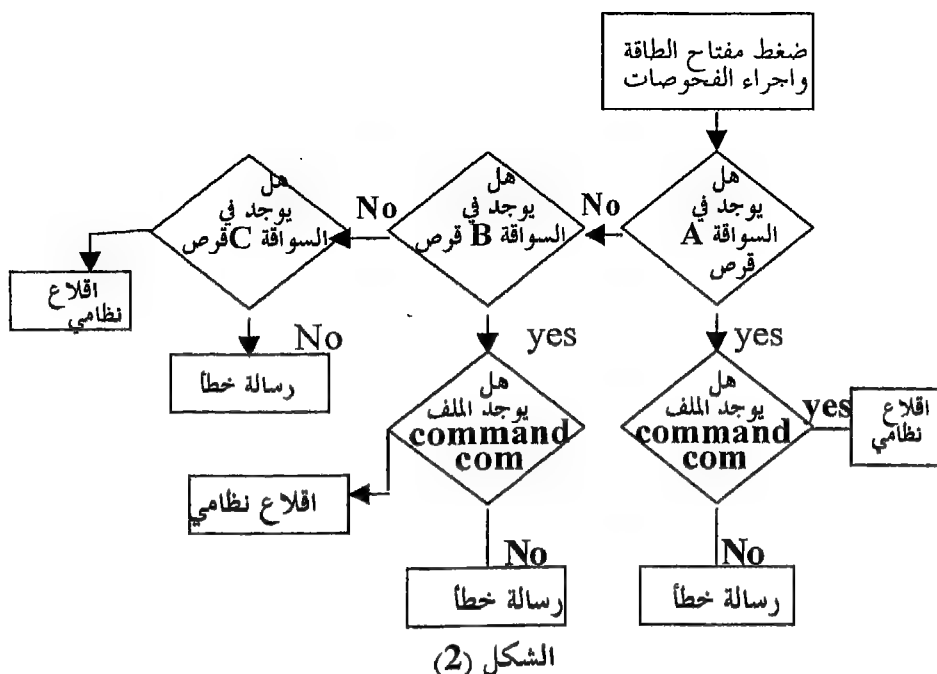 ضغط مفتاح الطاقة
واجراء الفحوصات
هل
يوجد في
السواقة A
قرص
No
هل
يوجد في
السواقة B قرص
No
هل
يوجد في
السواقة C قرص
اقلاع
نظامي
No
رسالة خطأ
yes
هل
يوجد الملف
command
com
yes
اقلاع
نظامي
No
رسالة خطأ
yes
هل
يوجد الملف
command
com
اقلاع نظامي
No
رسالة خطأ
الشكل (2)